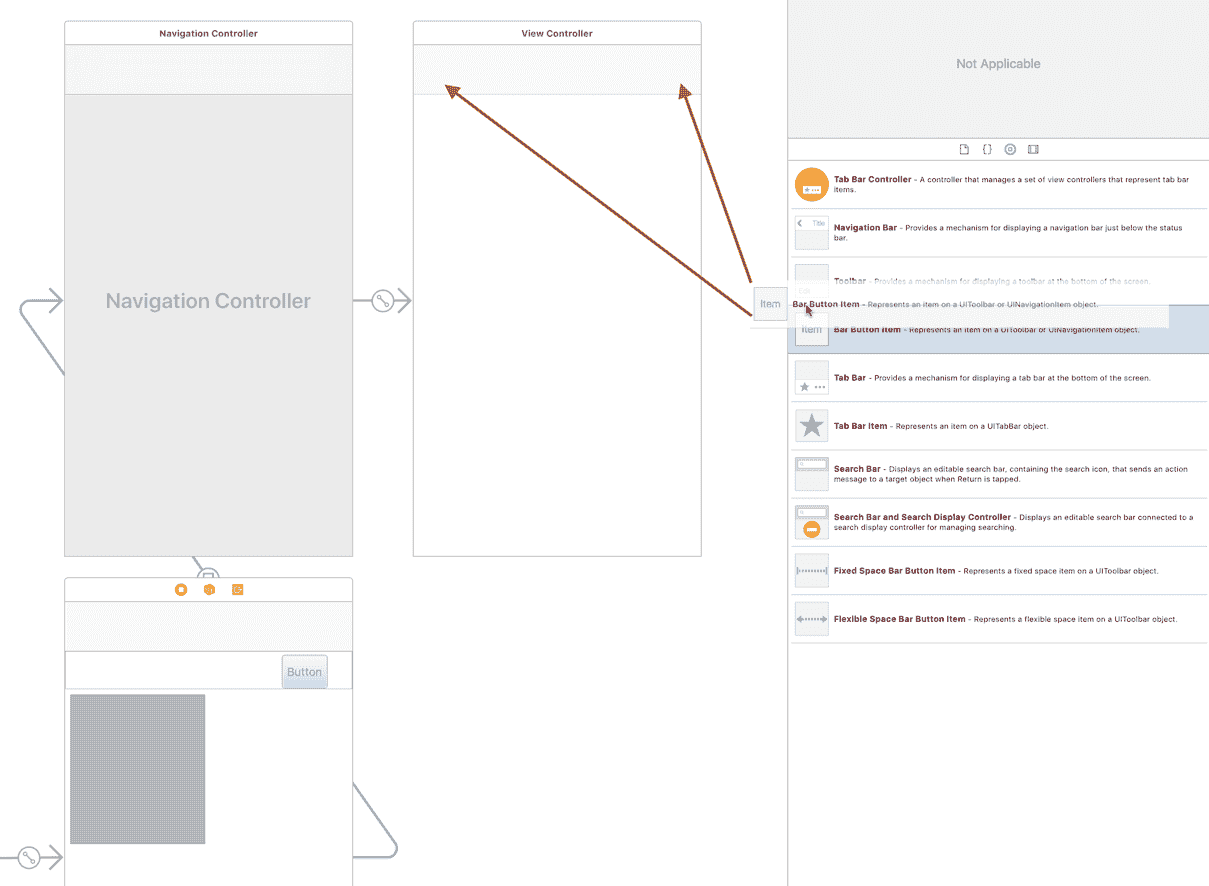 Navigation Controller
View Controller
Navigation Controller
Button
Not Applicable
Tab Bar Controller - A controller that manages a set of view controllers that represent tab bar
items.
Title
Navigation Bar - Provides a mechanism for displaying a navigation bar just below the status
bar.
Toolbar - Provides a mechanism for displaying a toolbar at the bottom of the screen.
Item
Bar Button Item - Represents an item on a UIToolbar or UINavigationItem object.
Item
Bar Button Item - Represents an item on a UIToolbar or UINavigationItem object.
Tab Bar - Provides a mechanism for displaying a tab bar at the bottom of the screen.
Tab Bar Item - Represents an item on a UITabBar object.
Search Bar - Displays an editable search bar, containing the search icon, that sends an action
message to a target object when Return is tapped.
Search Bar and Search Display Controller - Displays an editable search bar connected to a
search display controller for managing searching.
Fixed Space Bar Button Item - Represents a fixed space item on a UIToolbar object.
Flexible Space Bar Button Item - Represents a flexible space item on a UIToolbar object.